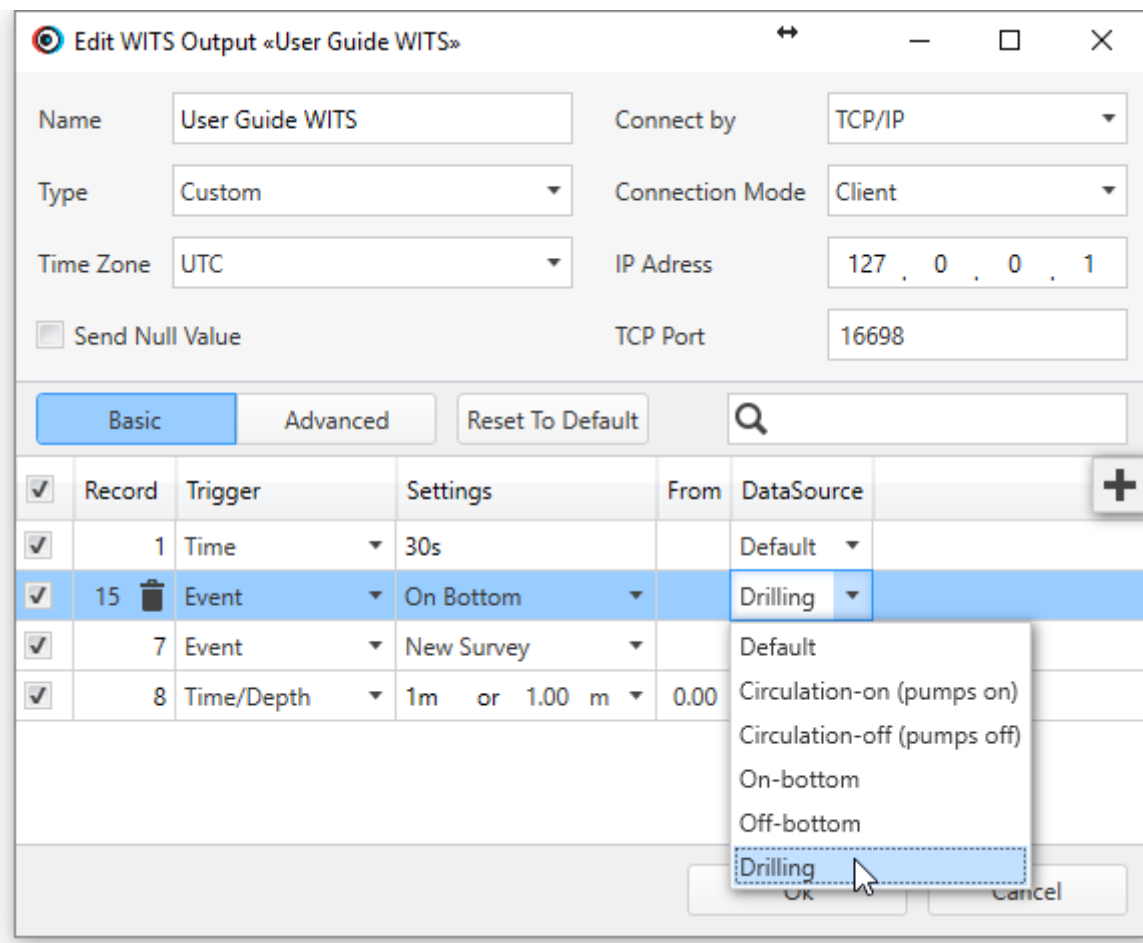 Edit WITS Output «User Guide WITS»
Name User Guide WITS Connect by TCP/IP
Type Custom Connection Mode Client
Time Zone UTC IP Adress 127 . 0 . 0 . 1
Send Null Value TCP Port 16698
Basic Advanced Reset To Default
Record Trigger Settings From DataSource
1 Time 30s Default
15 Event On Bottom Drilling
7 Event New Survey
8 Time/Depth 1m or 1.00 m 0.00
Default
Circulation-on (pumps on)
Circulation-off (pumps off)
On-bottom
Off-bottom
Drilling
Ok Cancel